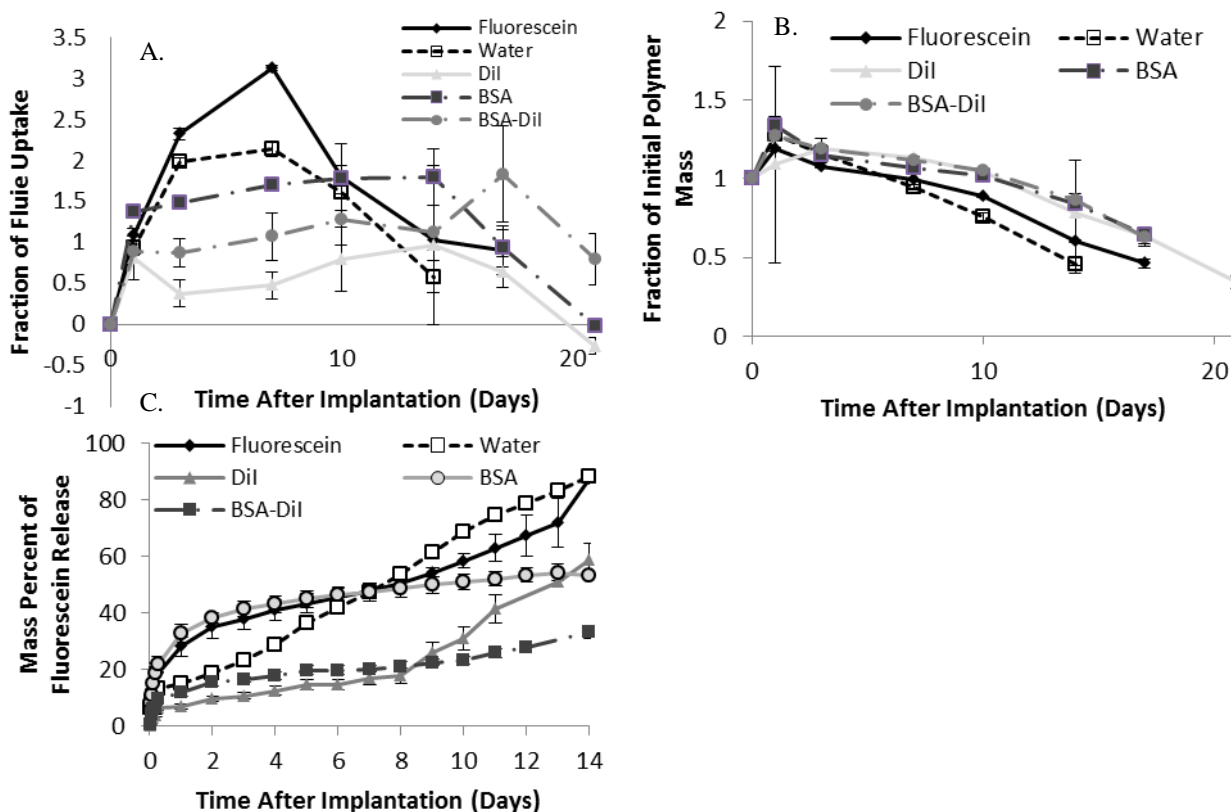 A.
Fluorescein
Water
DiI
BSA
BSA-DiI
3.5
3
2.5
2
1.5
1
0.5
0
-0.5
-1
0
10
20
Fraction of Fluie Uptake
Time After Implantation (Days)
B.
Fluorescein
Water
DiI
BSA
BSA-DiI
2
1.5
1
0.5
0
0
10
20
Fraction of Initial Polymer
Mass
Time After Implantation (Days)
C.
Fluorescein
Water
DiI
BSA
BSA-DiI
100
80
60
40
20
0
0
2
4
6
8
10
12
14
Mass Percent of
Fluorescein Release
Time After Implantation (Days)